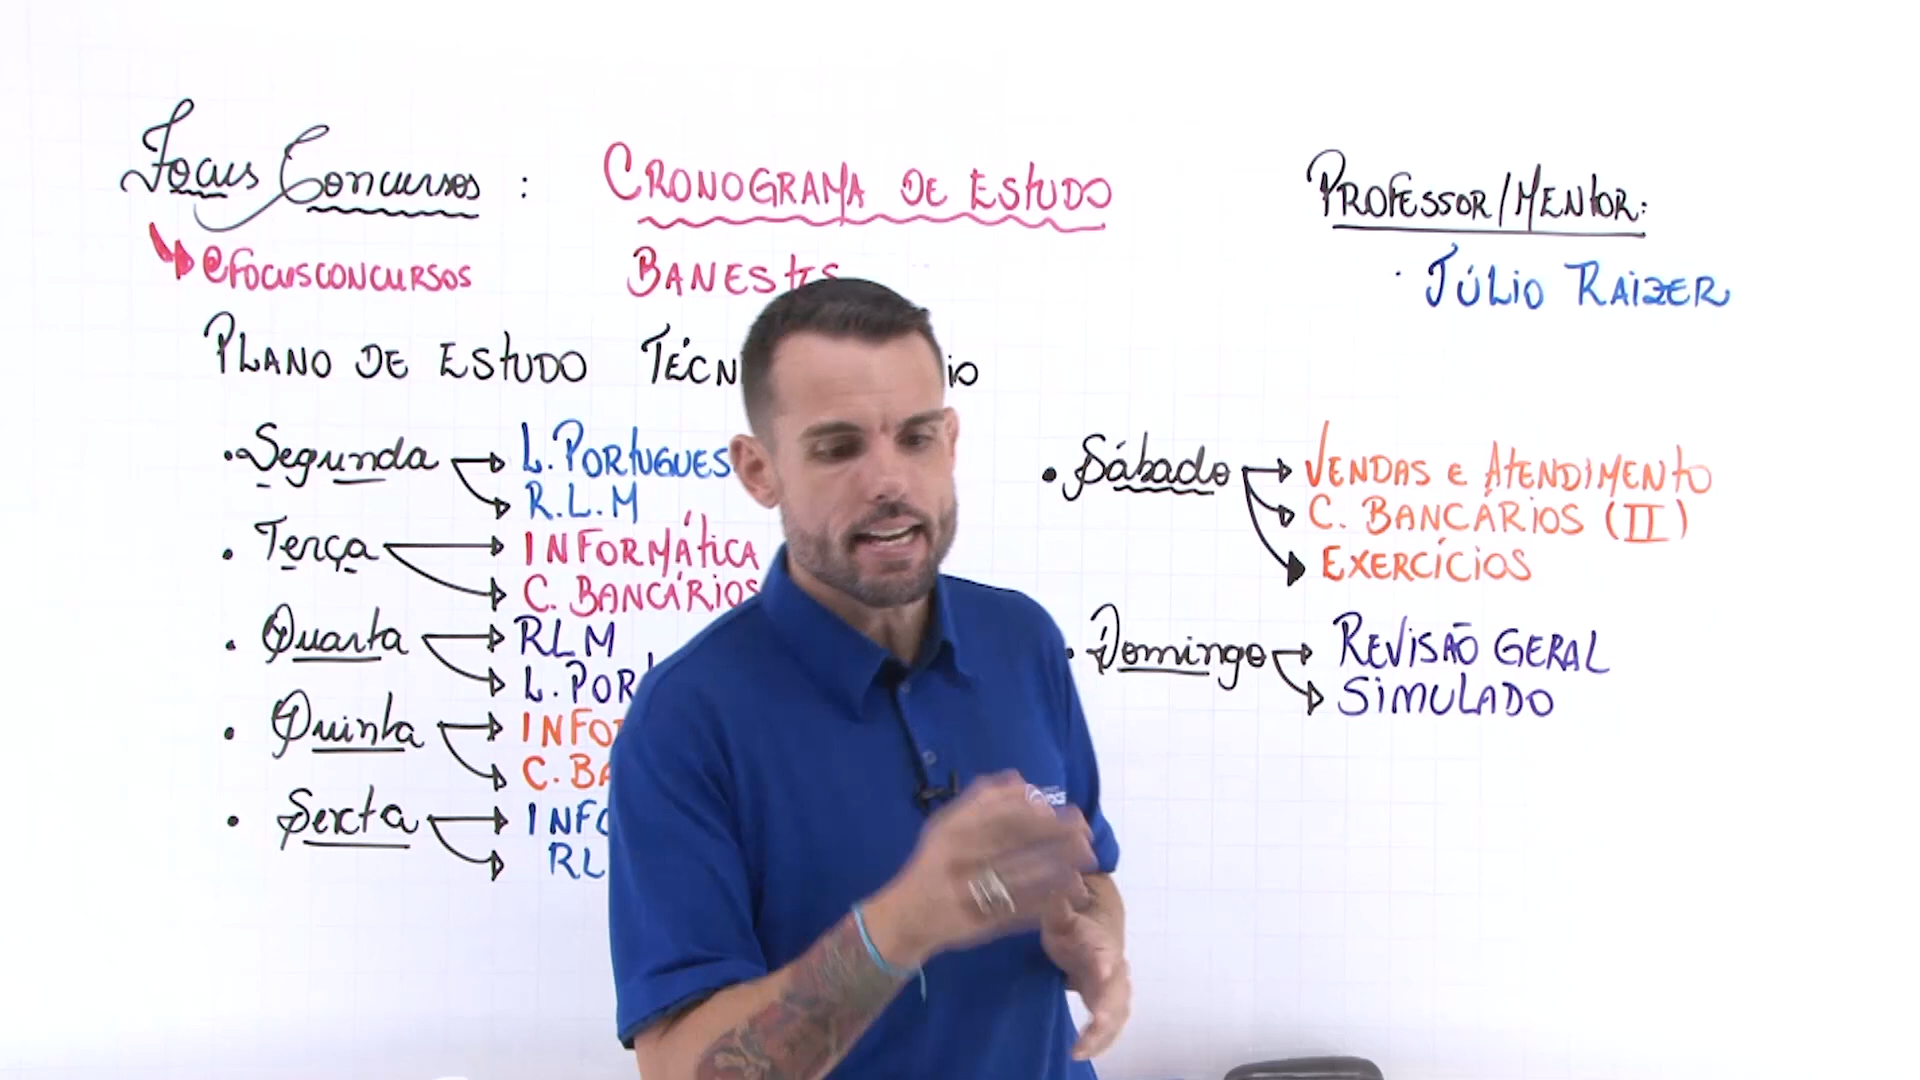 Focus Concursos : CRONOGRAMA DE ESTUDO
PROFESSOR/MENTOR:
@FOCUSCONCURSOS
BANESTES
JÚLIO RAIZER
PLANO DE ESTUDO
• Segunda → L. PORTUGUES
R.L.M
• Terça → INFORMÁTICA
C. BANCÁRIOS
• Quarta → RLM
• Quinta
• Sexta
• Sábado → VENDAS e ATENDIMENTO
C. BANCÁRIOS (II)
EXERCÍCIOS
• Domingo → REVISÃO GERAL
SIMULADO